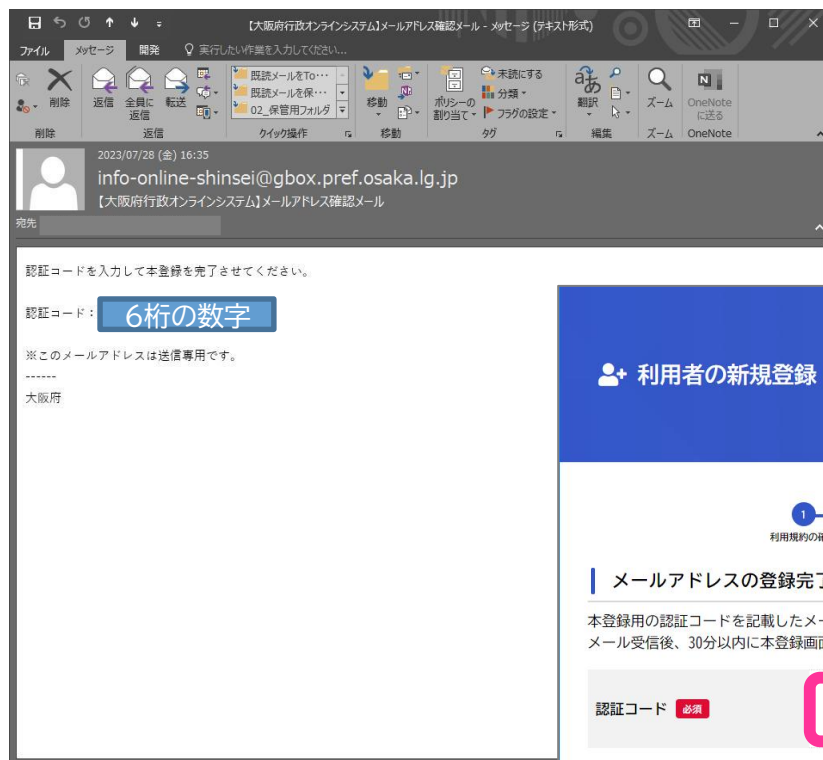 【大阪府行政オンラインシステム】メールアドレス確認メール - メッセージ (テキスト形式)
ファイル メッセージ 開発 実行したい作業を入力してください...
削除 返信 全員に返信 転送
既読メールをTo…
既読メールを保…
02_保管用フォルダ
移動 ポリシーの割り当て
未読にする
分類
フラグの設定
翻訳 ズーム OneNoteに送る
削除 返信 クイック操作 移動 タグ 編集 ズーム OneNote
2023/07/28 (金) 16:35
info-online-shinsei@gbox.pref.osaka.lg.jp
【大阪府行政オンラインシステム】メールアドレス確認メール
宛先
認証コードを入力して本登録を完了させてください。
認証コード： 6桁の数字
※このメールアドレスは送信専用です。
------
大阪府
利用者の新規登録
1
利用規約の確
メールアドレスの登録完了
本登録用の認証コードを記載したメー
メール受信後、30分以内に本登録画面
認証コード 必須